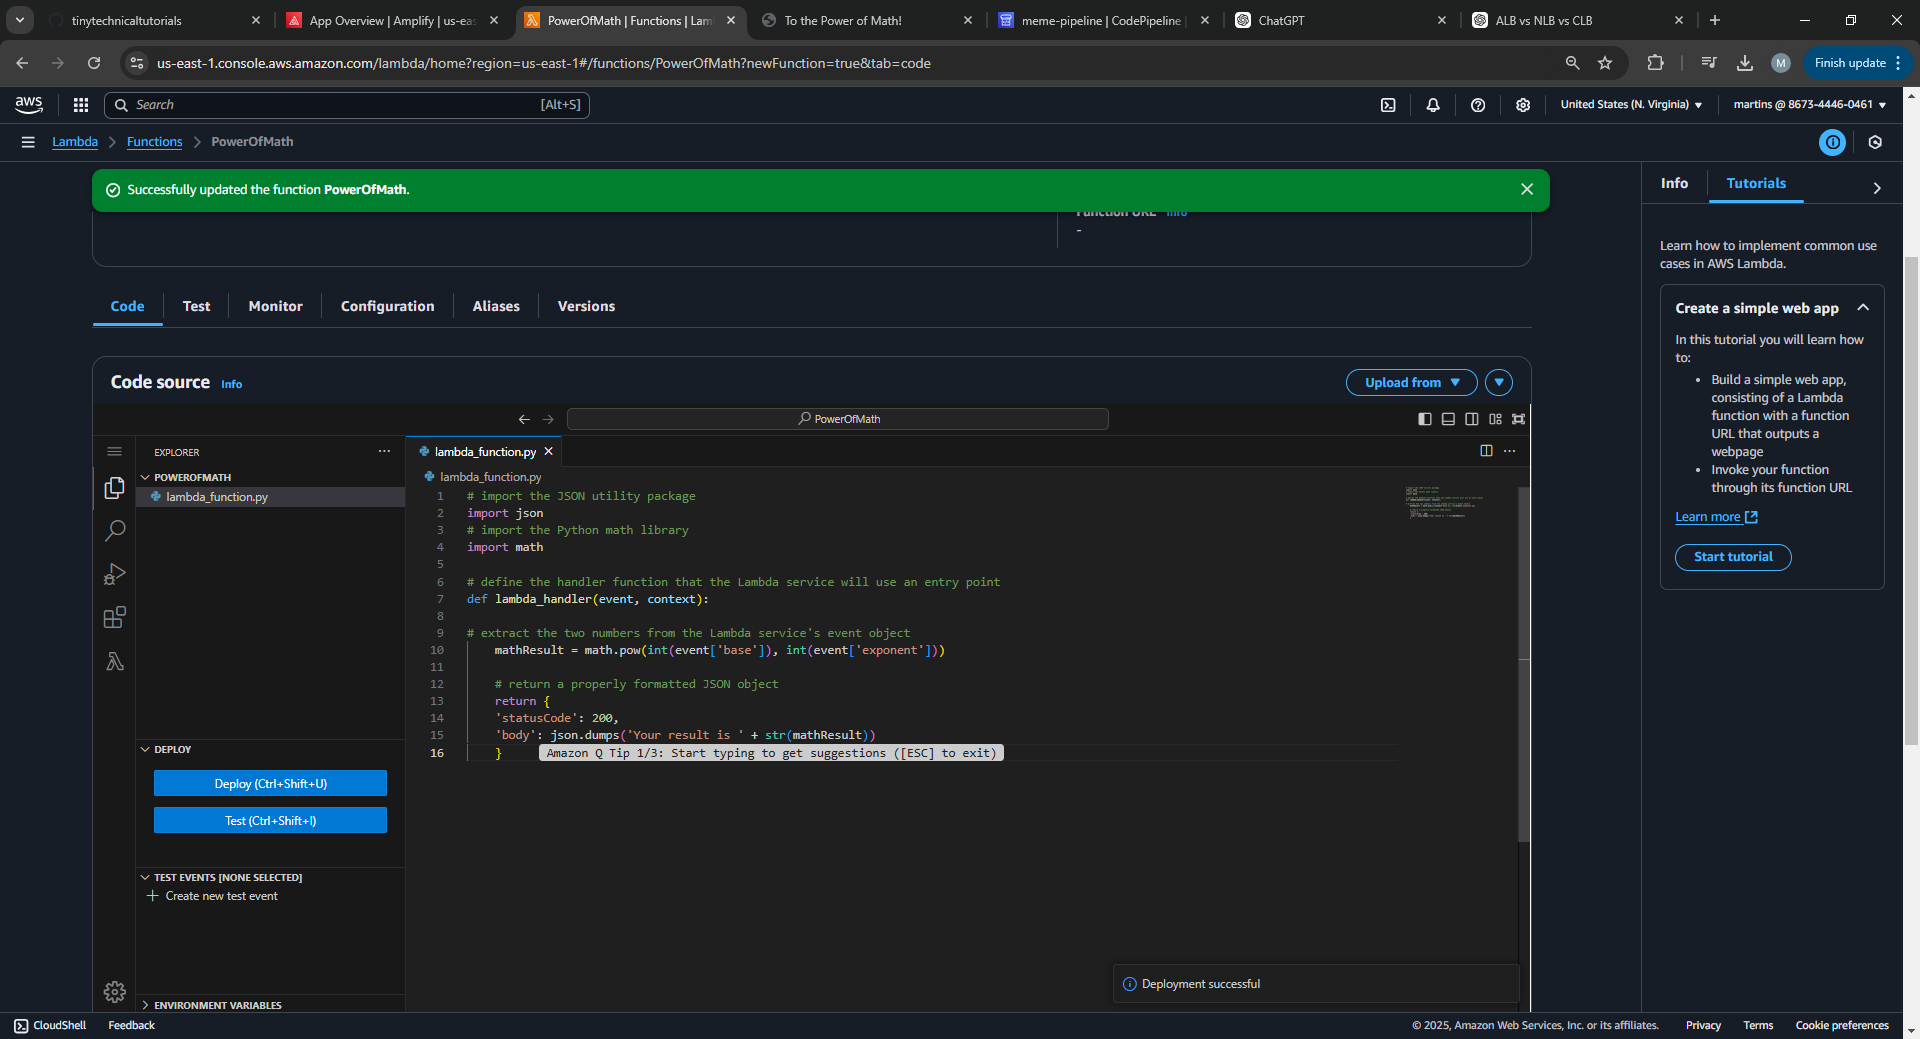 tinytechnicaltutorials
App Overview | Amplify | us-eas
PowerOfMath | Functions | Lam
To the Power of Math!
meme-pipeline | CodePipeline
ChatGPT
ALB vs NLB vs CLB
us-east-1.console.aws.amazon.com/lambda/home?region=us-east-1#/functions/PowerOfMath?newFunction=true&tab=code
M
Finish update
aws
Search
[Alt+S]
United States (N. Virginia)
martins @ 8673-4446-0461
Lambda
Functions
PowerOfMath
Successfully updated the function PowerOfMath.
Function URL Info
-
Code
Test
Monitor
Configuration
Aliases
Versions
Code source Info
Upload from
PowerOfMath
EXPLORER
POWEROFMATH
lambda_function.py
DEPLOY
Deploy (Ctrl+Shift+U)
Test (Ctrl+Shift+I)
TEST EVENTS [NONE SELECTED]
Create new test event
ENVIRONMENT VARIABLES
lambda_function.py
lambda_function.py
1 # import the JSON utility package
2 import json
3 # import the Python math library
4 import math
5
6 # define the handler function that the Lambda service will use an entry point
7 def lambda_handler(event, context):
8
9 # extract the two numbers from the Lambda service's event object
10 mathResult = math.pow(int(event['base']), int(event['exponent']))
11
12 # return a properly formatted JSON object
13 return {
14 'statusCode': 200,
15 'body': json.dumps('Your result is ' + str(mathResult))
16 } Amazon Q Tip 1/3: Start typing to get suggestions ([ESC] to exit)
Deployment successful
Info
Tutorials
Learn how to implement common use
cases in AWS Lambda.
Create a simple web app
In this tutorial you will learn how
to:
• Build a simple web app,
consisting of a Lambda
function with a function
URL that outputs a
webpage
• Invoke your function
through its function URL
Learn more
Start tutorial
CloudShell
Feedback
© 2025, Amazon Web Services, Inc. or its affiliates.
Privacy
Terms
Cookie preferences